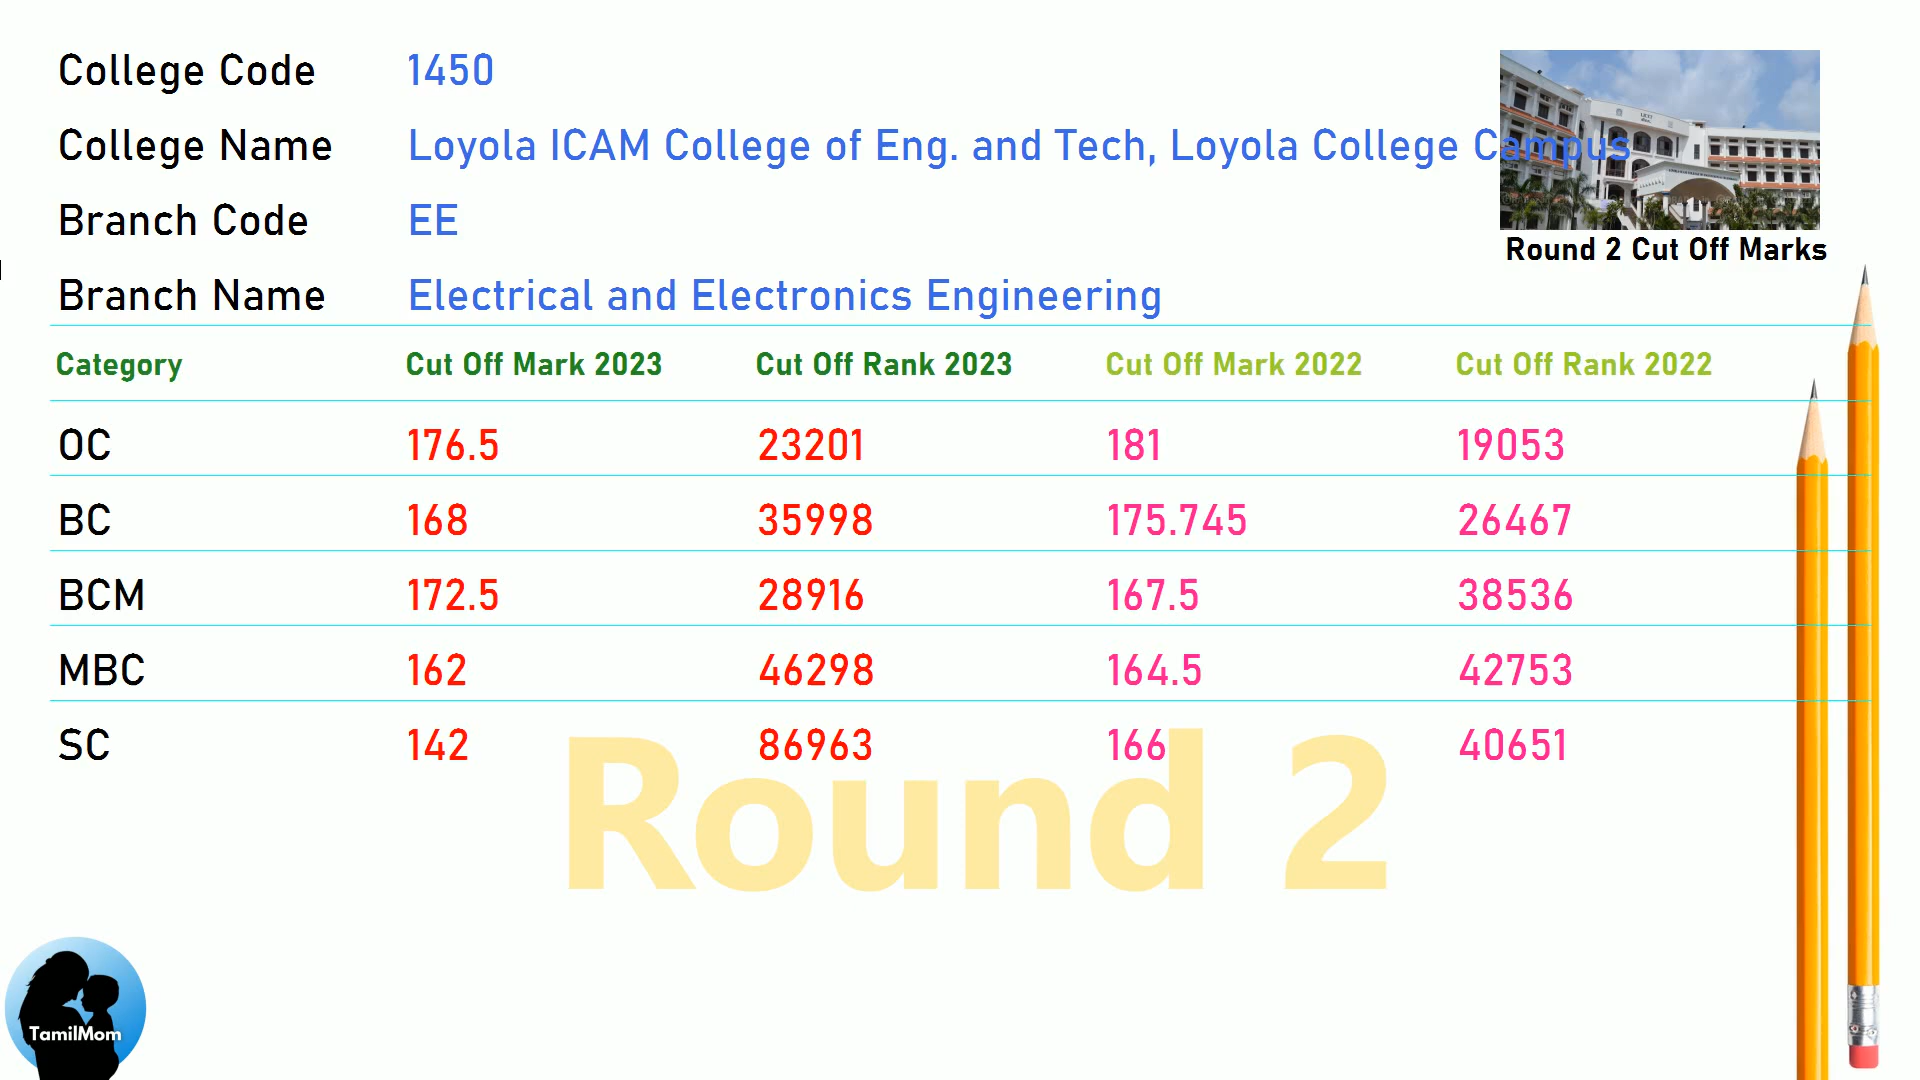 College Code 1450
College Name Loyola ICAM College of Eng. and Tech, Loyola College Campus
Branch Code EE
Round 2 Cut Off Marks
Branch Name Electrical and Electronics Engineering
Category Cut Off Mark 2023 Cut Off Rank 2023 Cut Off Mark 2022 Cut Off Rank 2022
OC 176.5 23201 181 19053
BC 168 35998 175.745 26467
BCM 172.5 28916 167.5 38536
MBC 162 46298 164.5 42753
SC 142 86963 166 40651
Round 2
TamilMom